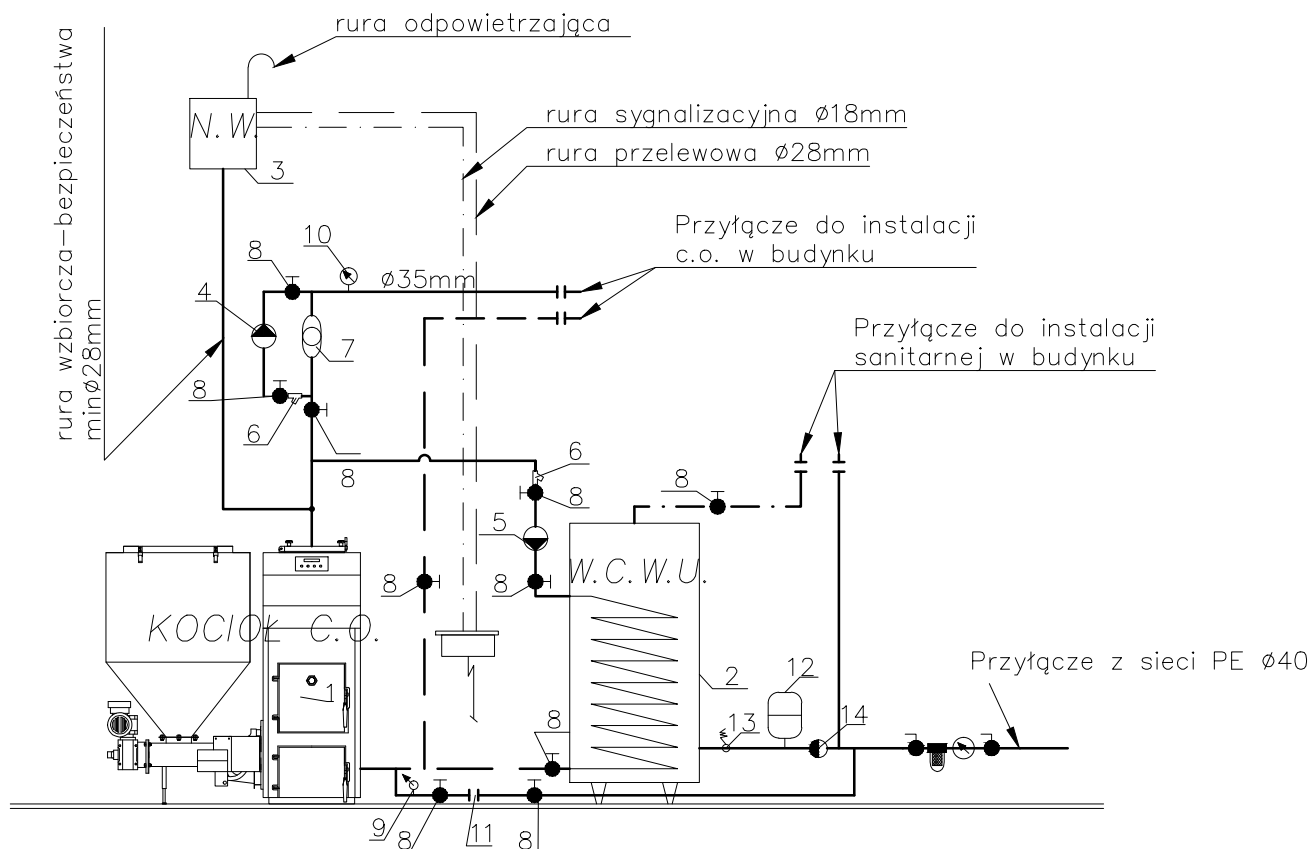 rura odpowietrzająca
rura wzbiorcza-bezpieczeństwa
minø28mm
N.W.
3
rura sygnalizacyjna ø18mm
rura przelewowa ø28mm
Przyłącze do instalacji
c.o. w budynku
10
8
ø35mm
4
7
Przyłącze do instalacji
sanitarnej w budynku
8
6
8
6
8
8
5
W.C.W.U.
8
8
KOCIOŁ C.O.
1
2
12
Przyłącze z sieci PE ø40
13
14
8
9
8
11
8